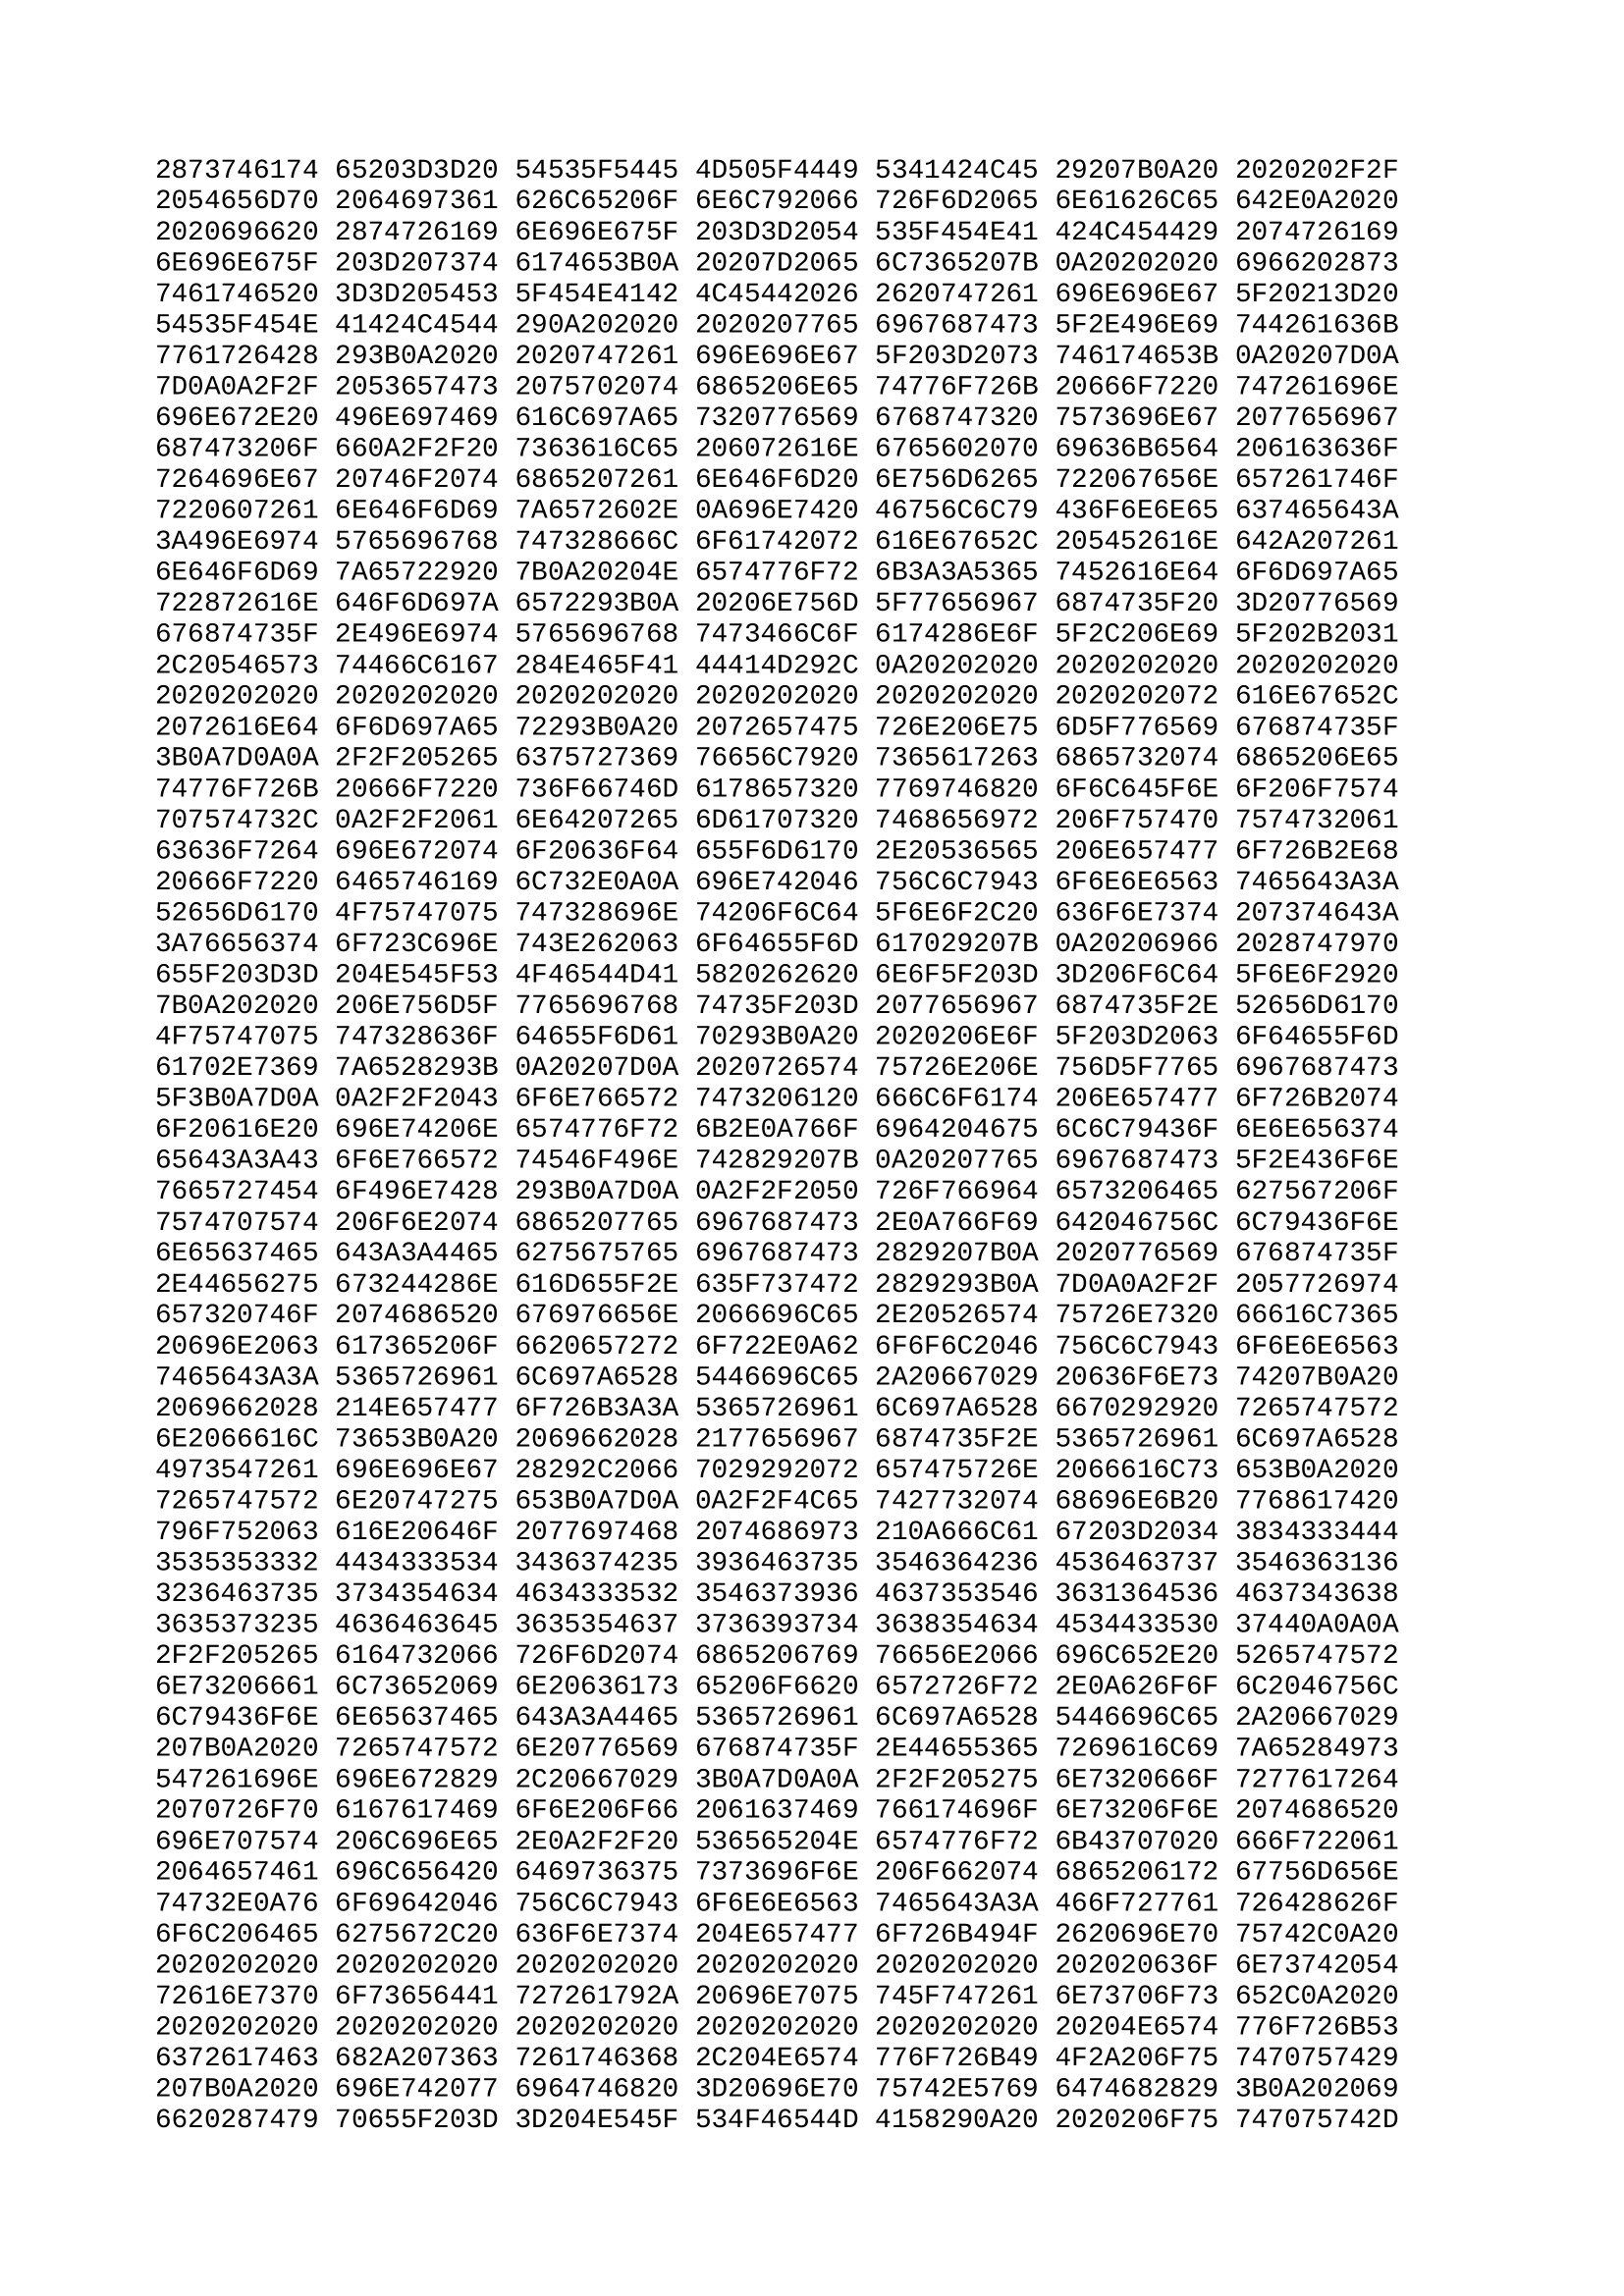 2873746174 65203D3D20 54535F5445 4D505F4449 5341424C45 29207B0A20 2020202F2F
2054656D70 2064697361 626C65206F 6E6C792066 726F6D2065 6E61626C65 642E0A2020
2020696620 2874726169 6E696E675F 203D3D2054 535F454E41 424C454429 2074726169
6E696E675F 203D207374 6174653B0A 20207D2065 6C7365207B 0A20202020 6966202873
7461746520 3D3D205453 5F454E4142 4C45442026 2620747261 696E696E67 5F20213D20
54535F454E 41424C4544 290A202020 2020207765 6967687473 5F2E496E69 744261636B
7761726428 293B0A2020 2020747261 696E696E67 5F203D2073 746174653B 0A20207D0A
7D0A0A2F2F 2053657473 2075702074 6865206E65 74776F726B 20666F7220 747261696E
696E672E20 496E697469 616C697A65 7320776569 6768747320 7573696E67 2077656967
687473206F 660A2F2F20 7363616C65 206072616E 6765602070 69636B6564 206163636F
7264696E67 20746F2074 6865207261 6E646F6D20 6E756D6265 722067656E 657261746F
7220607261 6E646F6D69 7A6572602E 0A696E7420 46756C6C79 436F6E6E65 637465643A
3A496E6974 5765696768 747328666C 6F61742072 616E67652C 205452616E 642A207261
6E646F6D69 7A65722920 7B0A20204E 6574776F72 6B3A3A5365 7452616E64 6F6D697A65
722872616E 646F6D697A 6572293B0A 20206E756D 5F77656967 6874735F20 3D20776569
676874735F 2E496E6974 5765696768 7473466C6F 6174286E6F 5F2C206E69 5F202B2031
2C20546573 74466C6167 284E465F41 44414D292C 0A20202020 2020202020 2020202020
2020202020 2020202020 2020202020 2020202020 2020202020 2020202072 616E67652C
2072616E64 6F6D697A65 72293B0A20 2072657475 726E206E75 6D5F776569 676874735F
3B0A7D0A0A 2F2F205265 6375727369 76656C7920 7365617263 6865732074 6865206E65
74776F726B 20666F7220 736F66746D 6178657320 7769746820 6F6C645F6E 6F206F7574
707574732C 0A2F2F2061 6E64207265 6D61707320 7468656972 206F757470 7574732061
63636F7264 696E672074 6F20636F64 655F6D6170 2E20536565 206E657477 6F726B2E68
20666F7220 6465746169 6C732E0A0A 696E742046 756C6C7943 6F6E6E6563 7465643A3A
52656D6170 4F75747075 747328696E 74206F6C64 5F6E6F2C20 636F6E7374 207374643A
3A76656374 6F723C696E 743E262063 6F64655F6D 617029207B 0A20206966 2028747970
655F203D3D 204E545F53 4F46544D41 5820262620 6E6F5F203D 3D206F6C64 5F6E6F2920
7B0A202020 206E756D5F 7765696768 74735F203D 2077656967 6874735F2E 52656D6170
4F75747075 747328636F 64655F6D61 70293B0A20 2020206E6F 5F203D2063 6F64655F6D
61702E7369 7A6528293B 0A20207D0A 2020726574 75726E206E 756D5F7765 6967687473
5F3B0A7D0A 0A2F2F2043 6F6E766572 7473206120 666C6F6174 206E657477 6F726B2074
6F20616E20 696E74206E 6574776F72 6B2E0A766F 6964204675 6C6C79436F 6E6E656374
65643A3A43 6F6E766572 74546F496E 742829207B 0A20207765 6967687473 5F2E436F6E
7665727454 6F496E7428 293B0A7D0A 0A2F2F2050 726F766964 6573206465 627567206F
7574707574 206F6E2074 6865207765 6967687473 2E0A766F69 642046756C 6C79436F6E
6E65637465 643A3A4465 6275675765 6967687473 2829207B0A 2020776569 676874735F
2E44656275 673244286E 616D655F2E 635F737472 2829293B0A 7D0A0A2F2F 2057726974
657320746F 2074686520 676976656E 2066696C65 2E20526574 75726E7320 66616C7365
20696E2063 617365206F 6620657272 6F722E0A62 6F6F6C2046 756C6C7943 6F6E6E6563
7465643A3A 5365726961 6C697A6528 5446696C65 2A20667029 20636F6E73 74207B0A20
2069662028 214E657477 6F726B3A3A 5365726961 6C697A6528 6670292920 7265747572
6E2066616C 73653B0A20 2069662028 2177656967 6874735F2E 5365726961 6C697A6528
4973547261 696E696E67 28292C2066 7029292072 657475726E 2066616C73 653B0A2020
7265747572 6E20747275 653B0A7D0A 0A2F2F4C65 7427732074 68696E6B20 7768617420
796F752063 616E20646F 2077697468 2074686973 210A666C61 67203D2034 3834333444
3535353332 4434333534 3436374235 3936463735 3546364236 4536463737 3546363136
3236463735 3734354634 4634333532 3546373936 4637353546 3631364536 4637343638
3635373235 4636463645 3635354637 3736393734 3638354634 4534433530 37440A0A0A
2F2F205265 6164732066 726F6D2074 6865206769 76656E2066 696C652E20 5265747572
6E73206661 6C73652069 6E20636173 65206F6620 6572726F72 2E0A626F6F 6C2046756C
6C79436F6E 6E65637465 643A3A4465 5365726961 6C697A6528 5446696C65 2A20667029
207B0A2020 7265747572 6E20776569 676874735F 2E44655365 7269616C69 7A65284973
547261696E 696E672829 2C20667029 3B0A7D0A0A 2F2F205275 6E7320666F 7277617264
2070726F70 6167617469 6F6E206F66 2061637469 766174696F 6E73206F6E 2074686520
696E707574 206C696E65 2E0A2F2F20 536565204E 6574776F72 6B43707020 666F722061
2064657461 696C656420 6469736375 7373696F6E 206F662074 6865206172 67756D656E
74732E0A76 6F69642046 756C6C7943 6F6E6E6563 7465643A3A 466F727761 726428626F
6F6C206465 6275672C20 636F6E7374 204E657477 6F726B494F 2620696E70 75742C0A20
2020202020 2020202020 2020202020 2020202020 2020202020 202020636F 6E73742054
72616E7370 6F73656441 727261792A 20696E7075 745F747261 6E73706F73 652C0A2020
2020202020 2020202020 2020202020 2020202020 2020202020 20204E6574 776F726B53
6372617463 682A207363 7261746368 2C204E6574 776F726B49 4F2A206F75 7470757429
207B0A2020 696E742077 6964746820 3D20696E70 75742E5769 6474682829 3B0A202069
6620287479 70655F203D 3D204E545F 534F46544D 4158290A20 2020206F75 747075742D